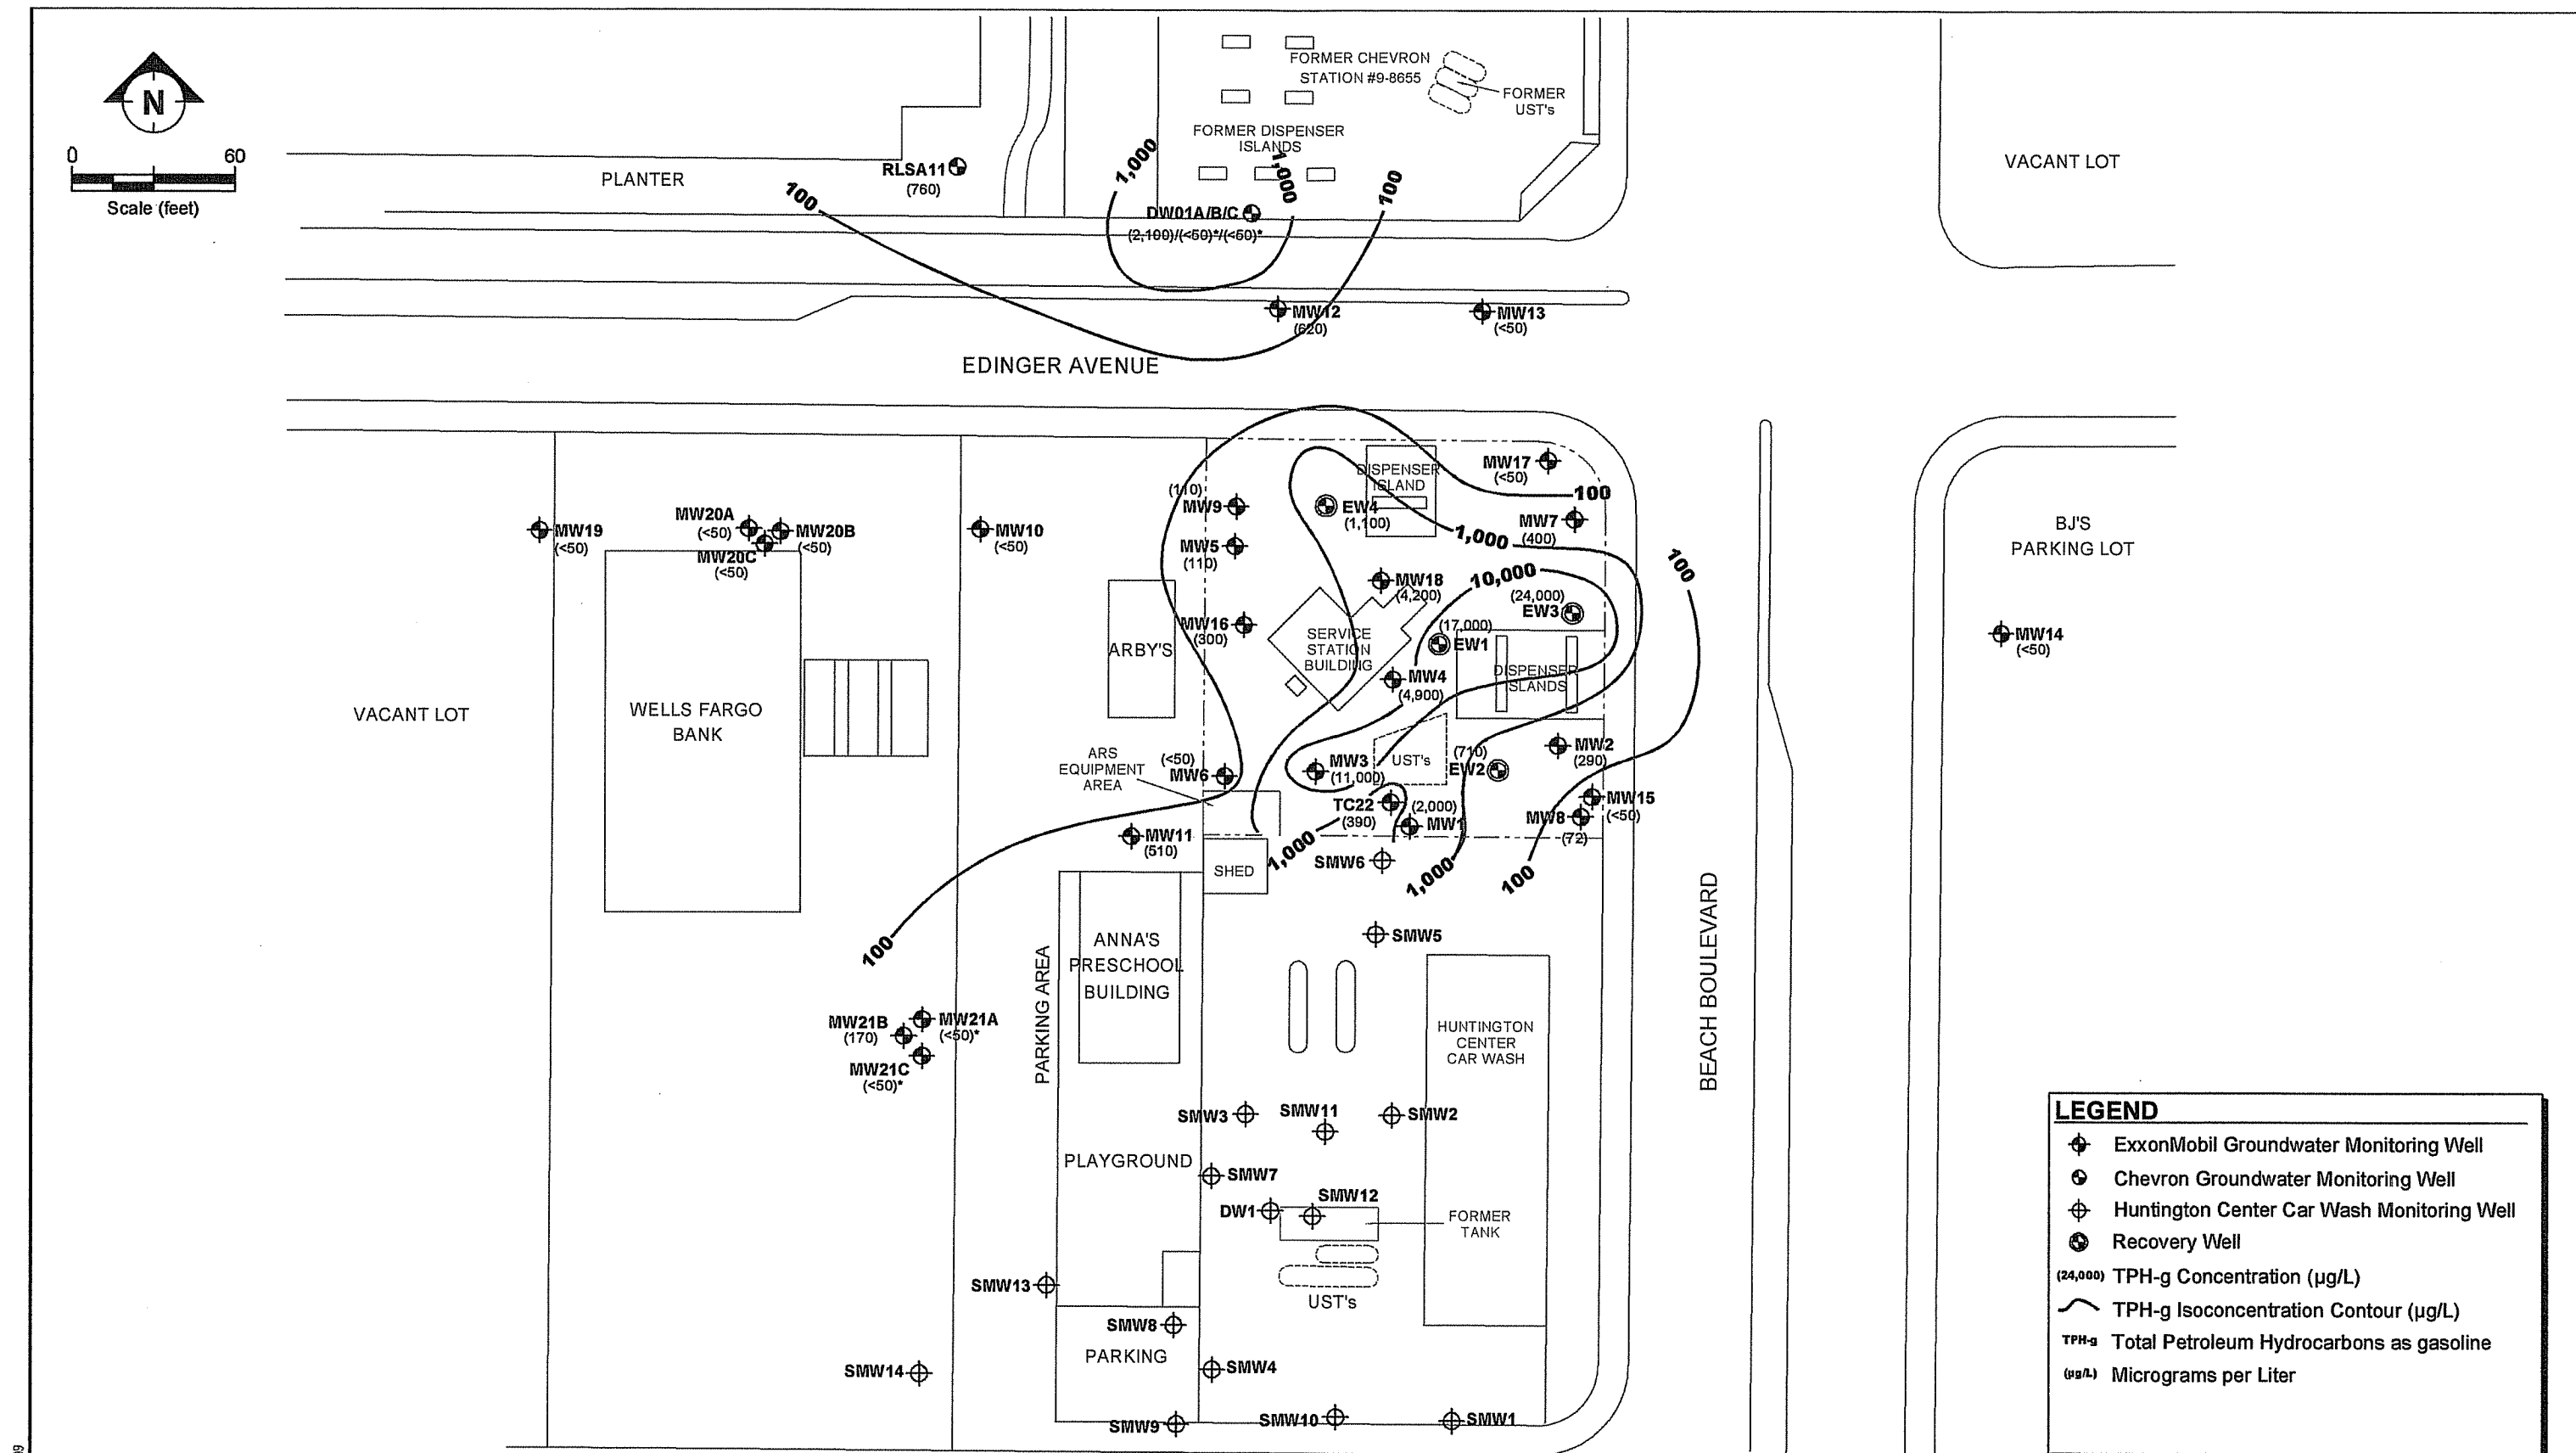 FORMER CHEVRON
STATION #9-8655
FORMER
UST's
N
0 60
Scale (feet)
FORMER DISPENSER
ISLANDS
1,000
1,000
100
100
PLANTER
RLSA11
(760)
VACANT LOT
DW01A/B/C
(2,100)/(<50)*/(<50)*
MW12
(620)
MW13
(<50)
EDINGER AVENUE
DISPENSER
ISLAND
MW17
(<50)
100
(110)
MW9
EW4
(1,100)
MW7
(400)
1,000
MW19
(<50)
MW20A
(<50)
MW20B
(<50)
MW20C
(<50)
MW10
(<50)
MW5
(110)
BJ'S
PARKING LOT
100
MW18
(4,200)
10,000
(24,000)
EW3
MW16
(300)
(17,000)
EW1
SERVICE
STATION
BUILDING
ARBY'S
MW14
(<50)
MW4
(4,900)
DISPENSER
ISLANDS
VACANT LOT
WELLS FARGO
BANK
ARS
EQUIPMENT
AREA
(<50)
MW6
MW3
(11,000)
UST's
(710)
EW2
MW2
(290)
TC22
(390)
(2,000)
MW1
MW15
(<50)
MW8
(72)
MW11
(510)
1,000
SMW6
1,000
100
SHED
100
ANNA'S
PRESCHOOL
BUILDING
SMW5
PARKING AREA
BEACH BOULEVARD
MW21B
(170)
MW21A
(<50)*
MW21C
(<50)*
HUNTINGTON
CENTER
CAR WASH
SMW3
SMW11
SMW2
PLAYGROUND
SMW7
DW1
SMW12
FORMER
TANK
SMW13
UST's
SMW8
PARKING
SMW14
SMW4
SMW9
SMW10
SMW1
LEGEND
ExxonMobil Groundwater Monitoring Well
Chevron Groundwater Monitoring Well
Huntington Center Car Wash Monitoring Well
Recovery Well
(24,000) TPH-g Concentration (µg/L)
TPH-g Isoconcentration Contour (µg/L)
TPH-g Total Petroleum Hydrocarbons as gasoline
(µg/L) Micrograms per Liter